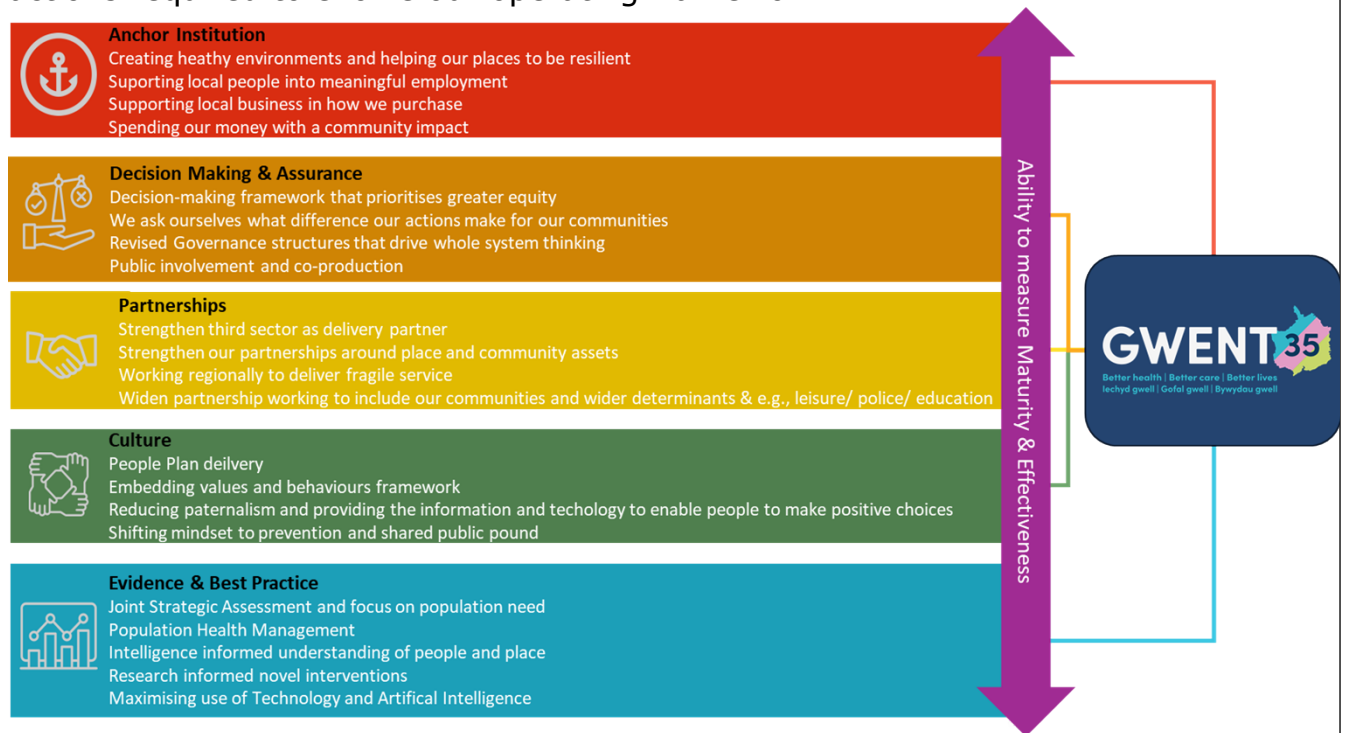 Anchor Institution
Creating heathy environments and helping our places to be resilient
Suporting local people into meaningful employment
Supporting local business in how we purchase
Spending our money with a community impact
Decision Making & Assurance
Decision-making framework that prioritises greater equity
We ask ourselves what difference our actions make for our communities
Revised Governance structures that drive whole system thinking
Public involvement and co-production
Partnerships
Strengthen third sector as delivery partner
Strengthen our partnerships around place and community assets
Working regionally to deliver fragile service
Widen partnership working to include our communities and wider determinants & e.g., leisure/ police/ education
Culture
People Plan deilvery
Embedding values and behaviours framework
Reducing paternalism and providing the information and techology to enable people to make positive choices
Shifting mindset to prevention and shared public pound
Evidence & Best Practice
Joint Strategic Assessment and focus on population need
Population Health Management
Intelligence informed understanding of people and place
Research informed novel interventions
Maximising use of Technology and Artifical Intelligence
Ability to measure Maturity & Effectiveness
GWENT 35
Better health | Better care | Better lives
Iechyd gwell | Gofal gwell | Bywydau gwell